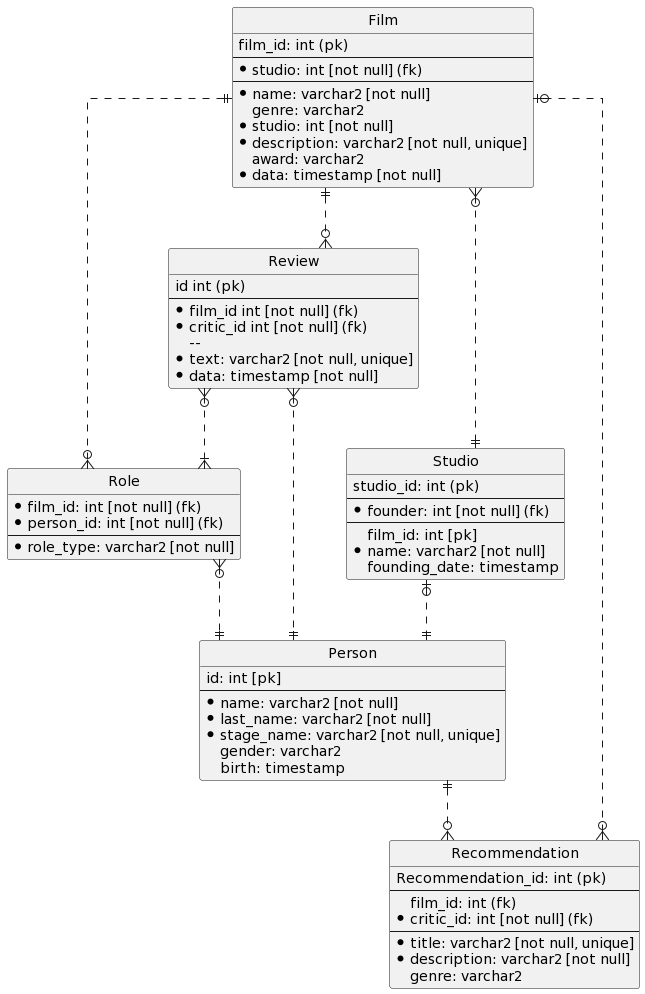 Film
film_id: int (pk)
studio: int [not null] (fk)
name: varchar2 [not null]
genre: varchar2
studio: int [not null]
description: varchar2 [not null, unique]
award: varchar2
data: timestamp [not null]
Review
id int (pk)
film_id int [not null] (fk)
critic_id int [not null] (fk)
--
text: varchar2 [not null, unique]
data: timestamp [not null]
Role
film_id: int [not null] (fk)
person_id: int [not null] (fk)
role_type: varchar2 [not null]
Studio
studio_id: int (pk)
founder: int [not null] (fk)
film_id: int [pk]
name: varchar2 [not null]
founding_date: timestamp
Person
id: int [pk]
name: varchar2 [not null]
last_name: varchar2 [not null]
stage_name: varchar2 [not null, unique]
gender: varchar2
birth: timestamp
Recommendation
Recommendation_id: int (pk)
film_id: int (fk)
critic_id: int [not null] (fk)
title: varchar2 [not null, unique]
description: varchar2 [not null]
genre: varchar2